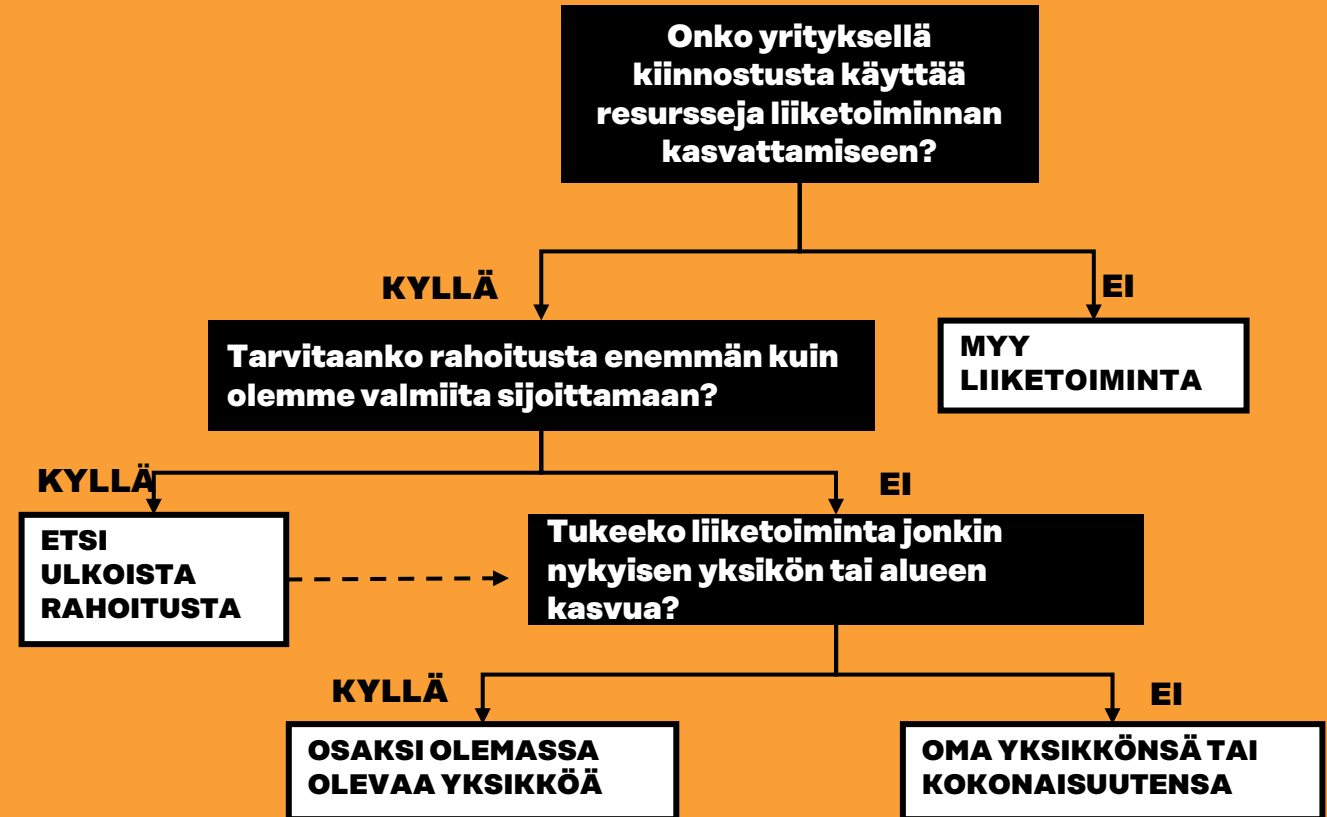 Onko yrityksellä
kiinnostusta käyttää
resursseja liiketoiminnan
kasvattamiseen?
KYLLÄ
EI
Tarvitaanko rahoitusta enemmän kuin
olemme valmiita sijoittamaan?
MYY
LIIKETOIMINTA
KYLLÄ
EI
ETSI
ULKOISTA
RAHOITUSTA
Tukeeko liiketoiminta jonkin
nykyisen yksikön tai alueen
kasvua?
KYLLÄ
EI
OSAKSI OLEMASSA
OLEVAA YKSIKKÖÄ
OMA YKSIKKÖNSÄ TAI
KOKONAISUUTENSA